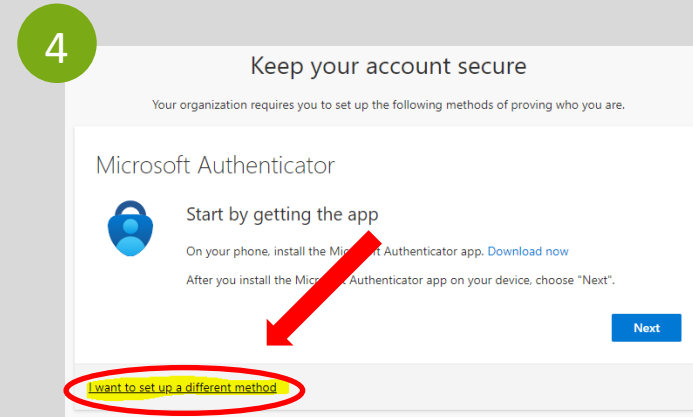 4
Keep your account secure
Your organization requires you to set up the following methods of proving who you are.
Microsoft Authenticator
Start by getting the app
On your phone, install the Microsoft Authenticator app. Download now
After you install the Microsoft Authenticator app on your device, choose "Next".
Next
I want to set up a different method